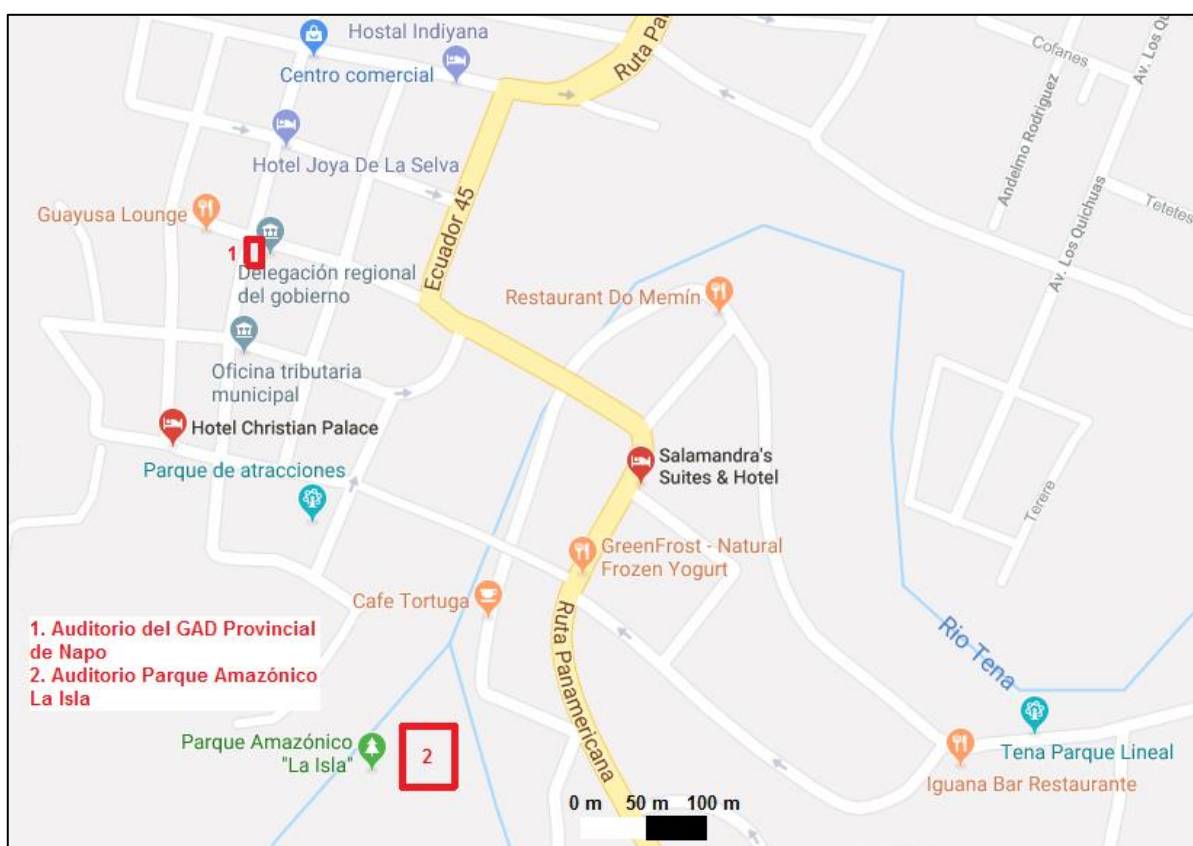 Hostal Indiyana
Ruta Pa
Cofanes
Av. Los Qu
Centro comercial
Andelmo Rodriguez
Hotel Joya De La Selva
Ecuador 45
Teteles
Guayusa Lounge
1
Delegación regional
del gobierno
Av. Los Quichuas
Restaurant Do Memín
Oficina tributaria
municipal
Hotel Christian Palace
Salamandra's
Suites & Hotel
Parque de atracciones
Terere
GreenFrost - Natural
Frozen Yogurt
Cafe Tortuga
1. Auditorio del GAD Provincial
de Napo
2. Auditorio Parque Amazónico
La Isla
Ruta Panamericana
Rio Tena
Parque Amazónico
"La Isla"
2
Tena Parque Lineal
Iguana Bar Restaurante
0 m 50 m 100 m